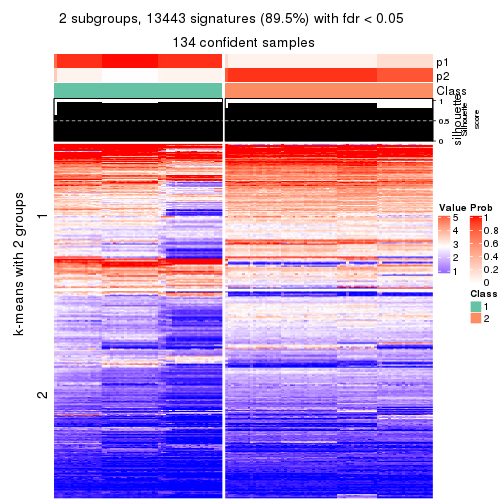 2 subgroups, 13443 signatures (89.5%) with fdr < 0.05
134 confident samples
p1
p2
Class
1
0.5
0
silhouette
Silhouette
score
k-means with 2 groups
1
2
Value
5
4
3
2
1
Prob
1
0.8
0.6
0.4
0.2
0
Class
1
2